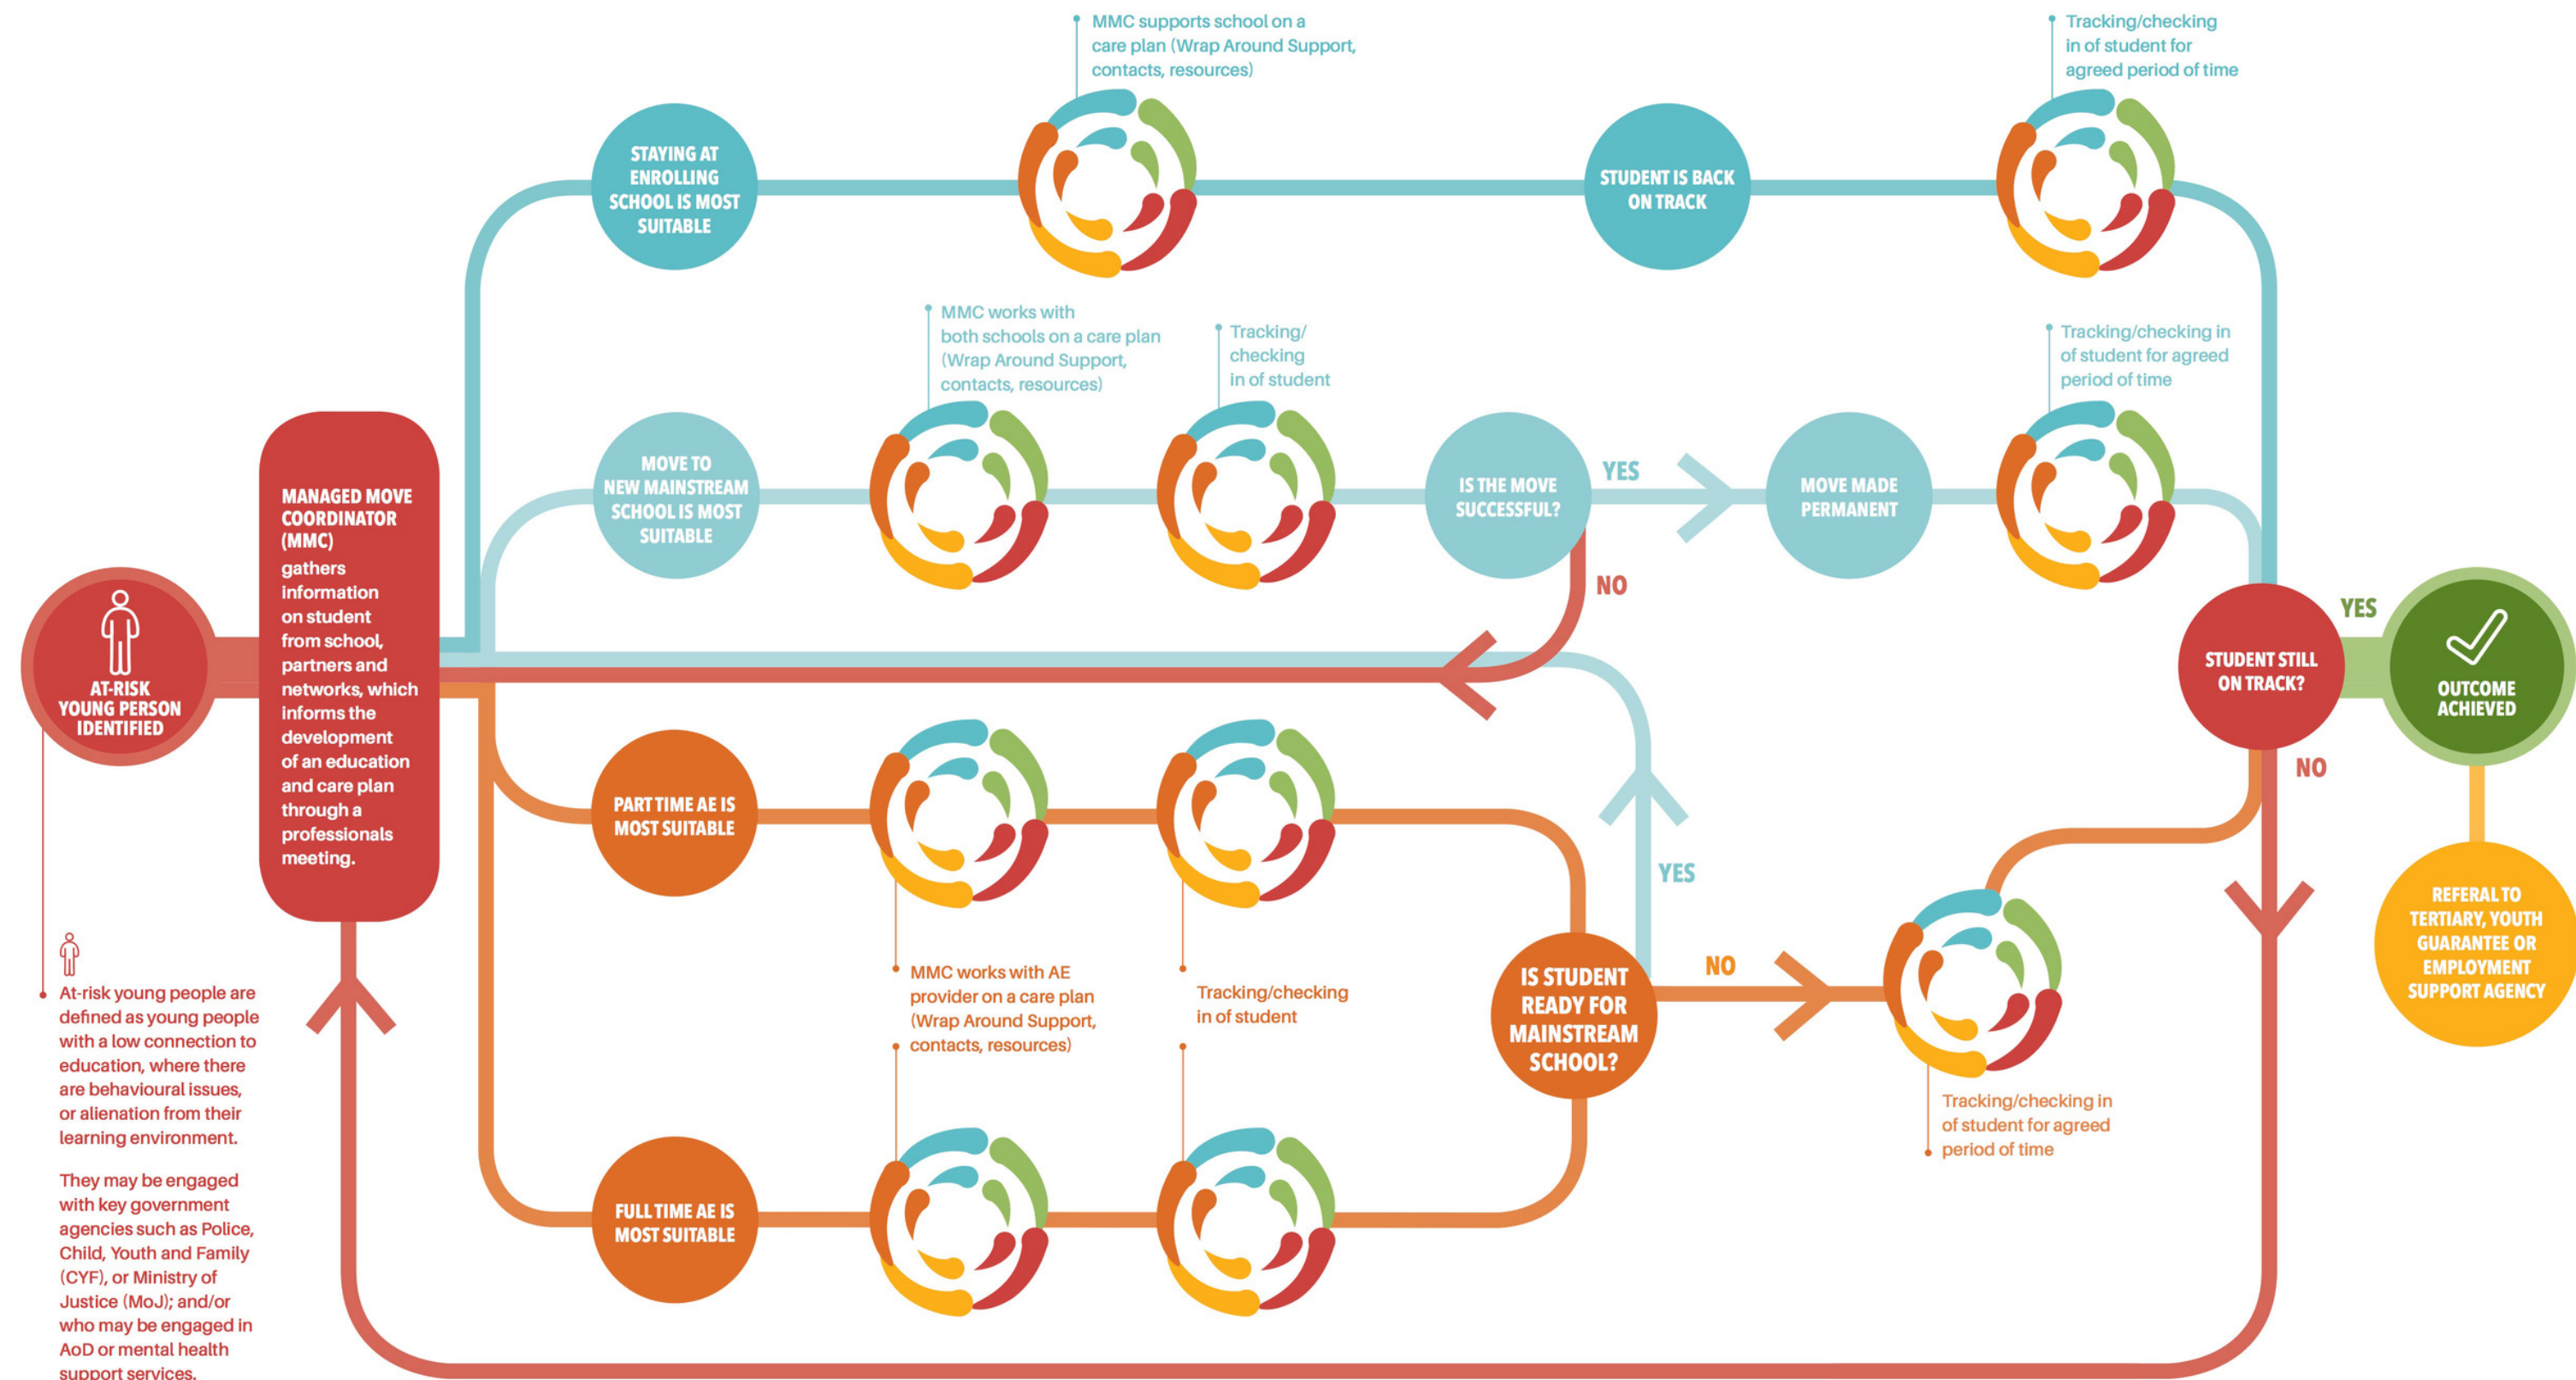 MMC supports school on a
care plan (Wrap Around Support,
contacts, resources)
Tracking/checking
in of student for
agreed period of time
STAYING AT
ENROLLING
SCHOOL IS MOST
SUITABLE
STUDENT IS BACK
ON TRACK
MMC works with
both schools on a care plan
(Wrap Around Support,
contacts, resources)
Tracking/
checking
in of student
Tracking/checking in
of student for agreed
period of time
MOVE TO
NEW MAINSTREAM
SCHOOL IS MOST
SUITABLE
IS THE MOVE
SUCCESSFUL?
YES
MOVE MADE
PERMANENT
NO
MANAGED MOVE
COORDINATOR
(MMC)
gathers
information
on student
from school,
partners and
networks, which
informs the
development
of an education
and care plan
through a
professionals
meeting.
AT-RISK
YOUNG PERSON
IDENTIFIED
STUDENT STILL
ON TRACK?
YES
OUTCOME
ACHIEVED
NO
PART TIME AE IS
MOST SUITABLE
YES
REFERAL TO
TERTIARY, YOUTH
GUARANTEE OR
EMPLOYMENT
SUPPORT AGENCY
MMC works with AE
provider on a care plan
(Wrap Around Support,
contacts, resources)
Tracking/checking
in of student
IS STUDENT
READY FOR
MAINSTREAM
SCHOOL?
NO
Tracking/checking in
of student for agreed
period of time
FULL TIME AE IS
MOST SUITABLE
At-risk young people are
defined as young people
with a low connection to
education, where there
are behavioural issues,
or alienation from their
learning environment.
They may be engaged
with key government
agencies such as Police,
Child, Youth and Family
(CYF), or Ministry of
Justice (MoJ); and/or
who may be engaged in
AoD or mental health
support services.